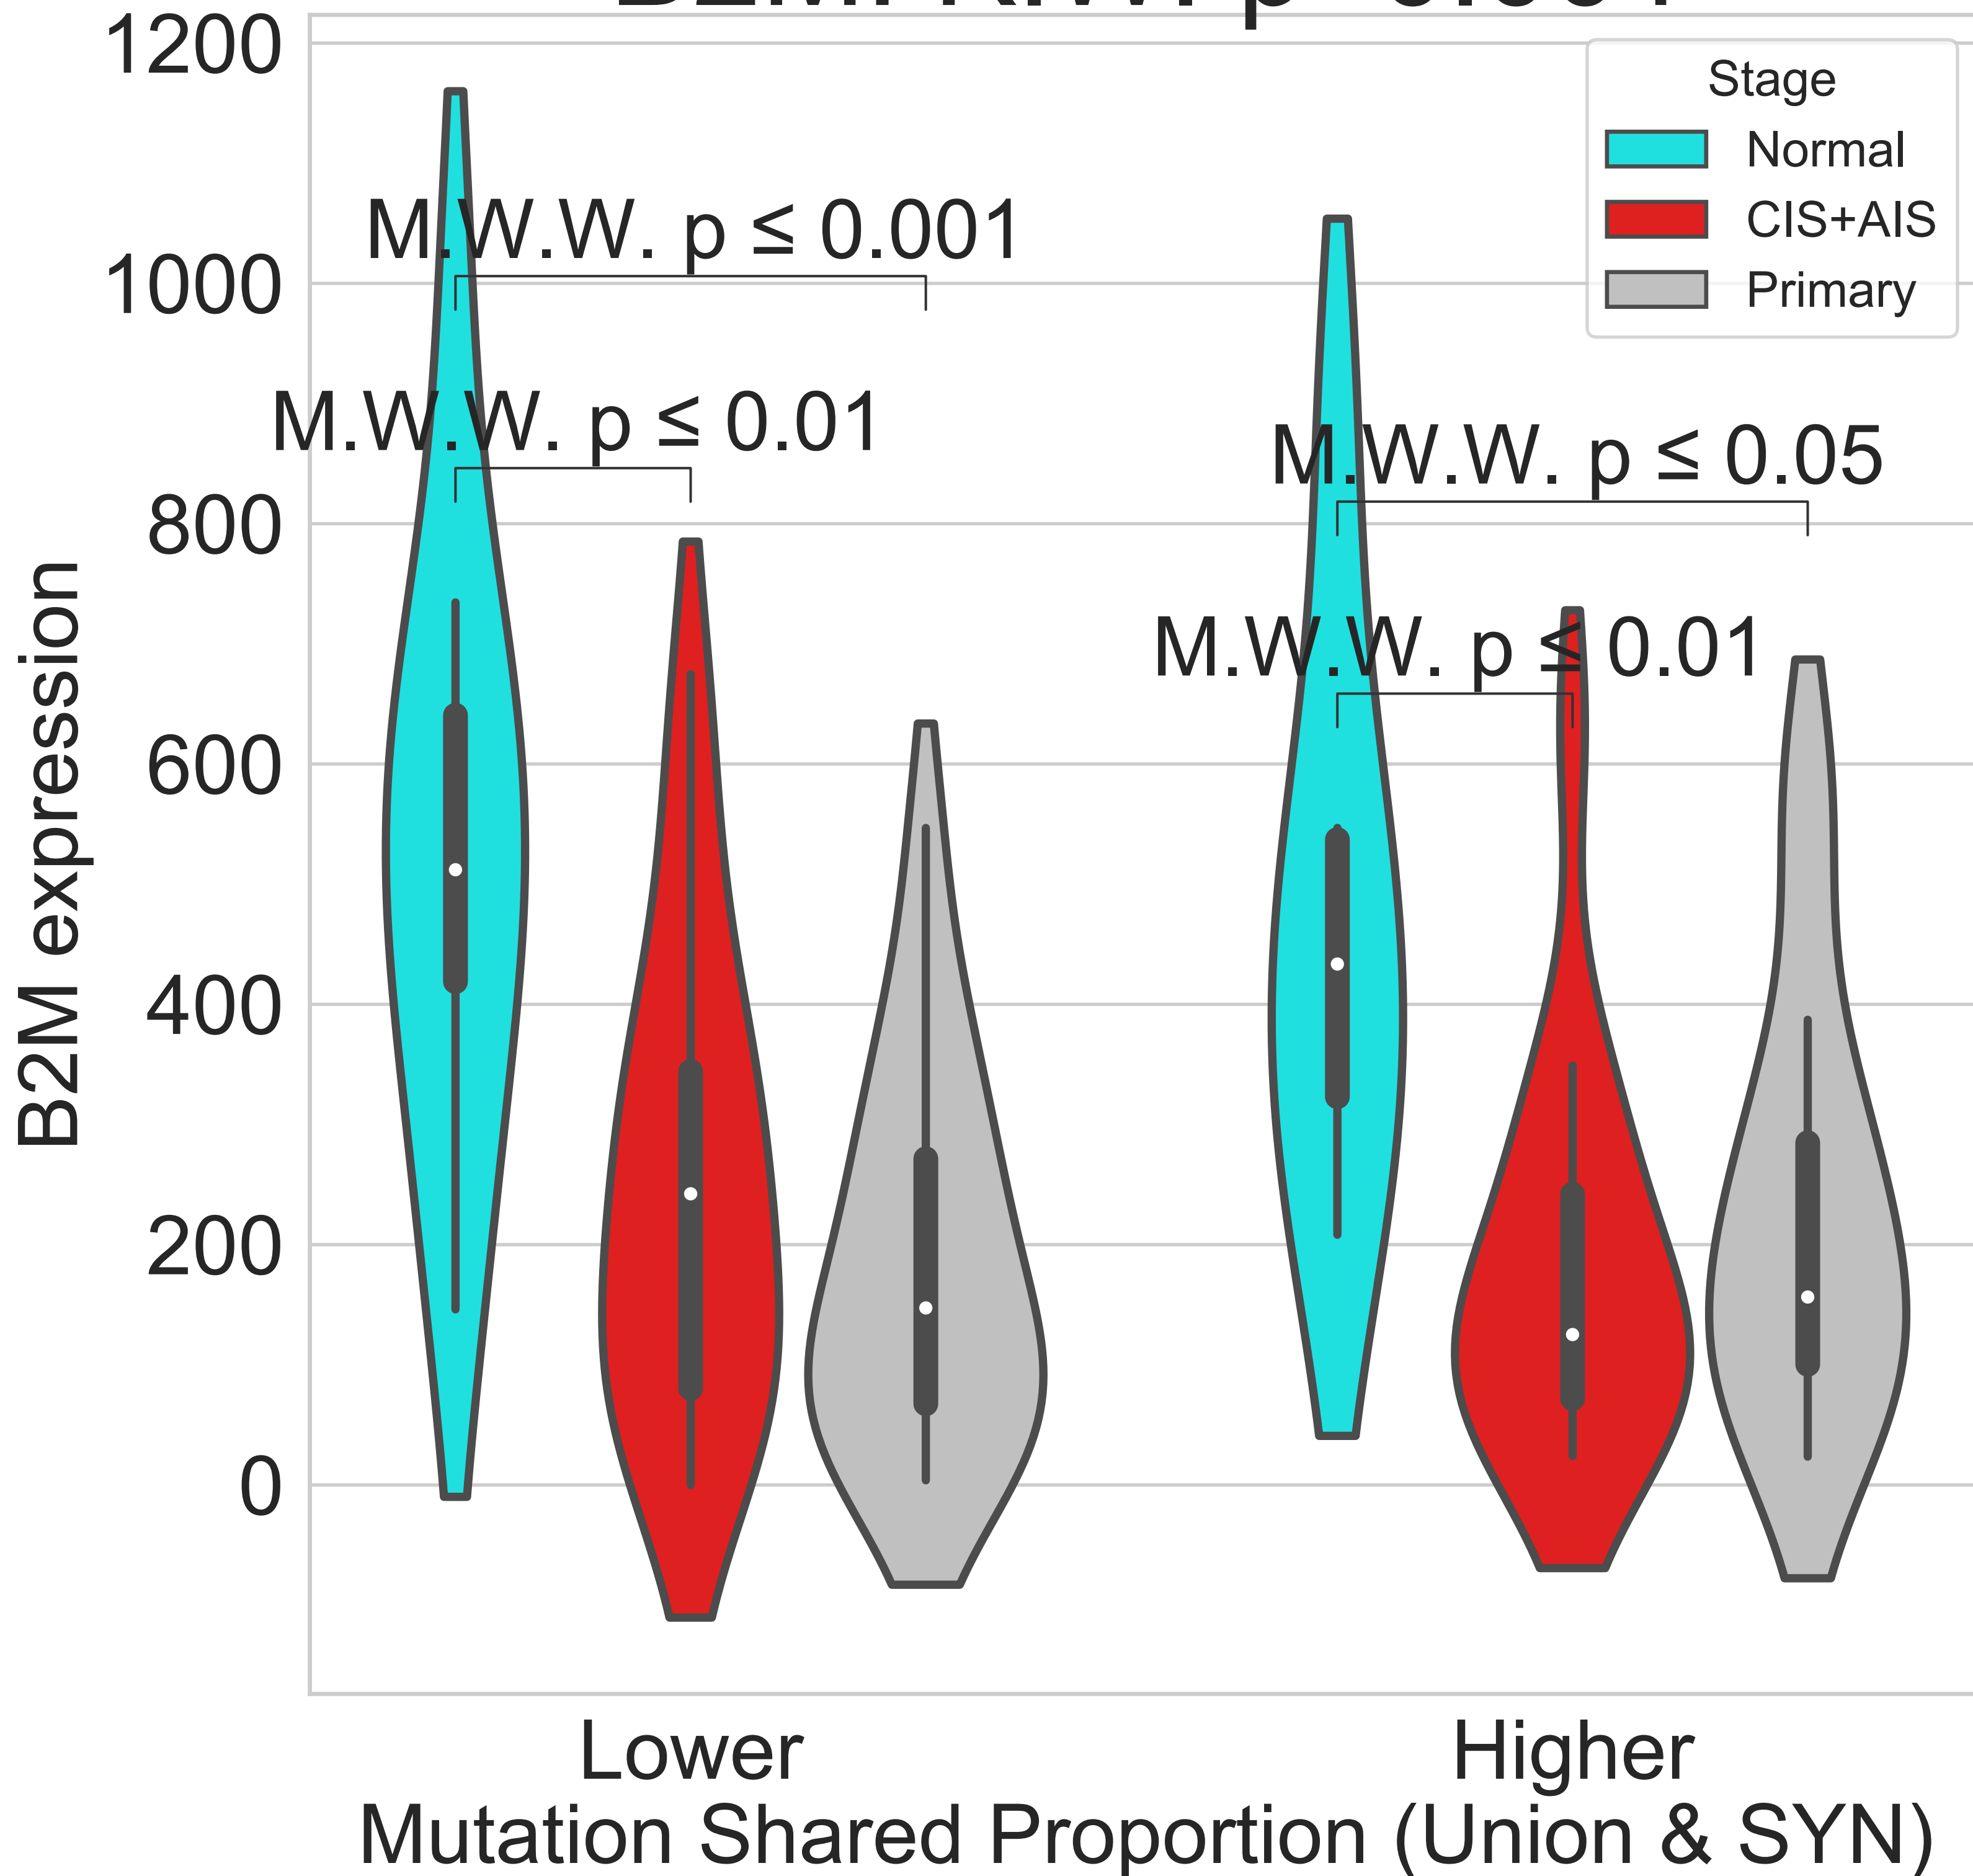 1200
1000
800
600
400
200
0
B2M expression
Stage
Normal
CIS+AIS
Primary
M.W.W. p ≤ 0.001
M.W.W. p ≤ 0.01
M.W.W. p ≤ 0.05
M.W.W. p ≤ 0.01
Lower
Higher
Mutation Shared Proportion (Union & SYN)